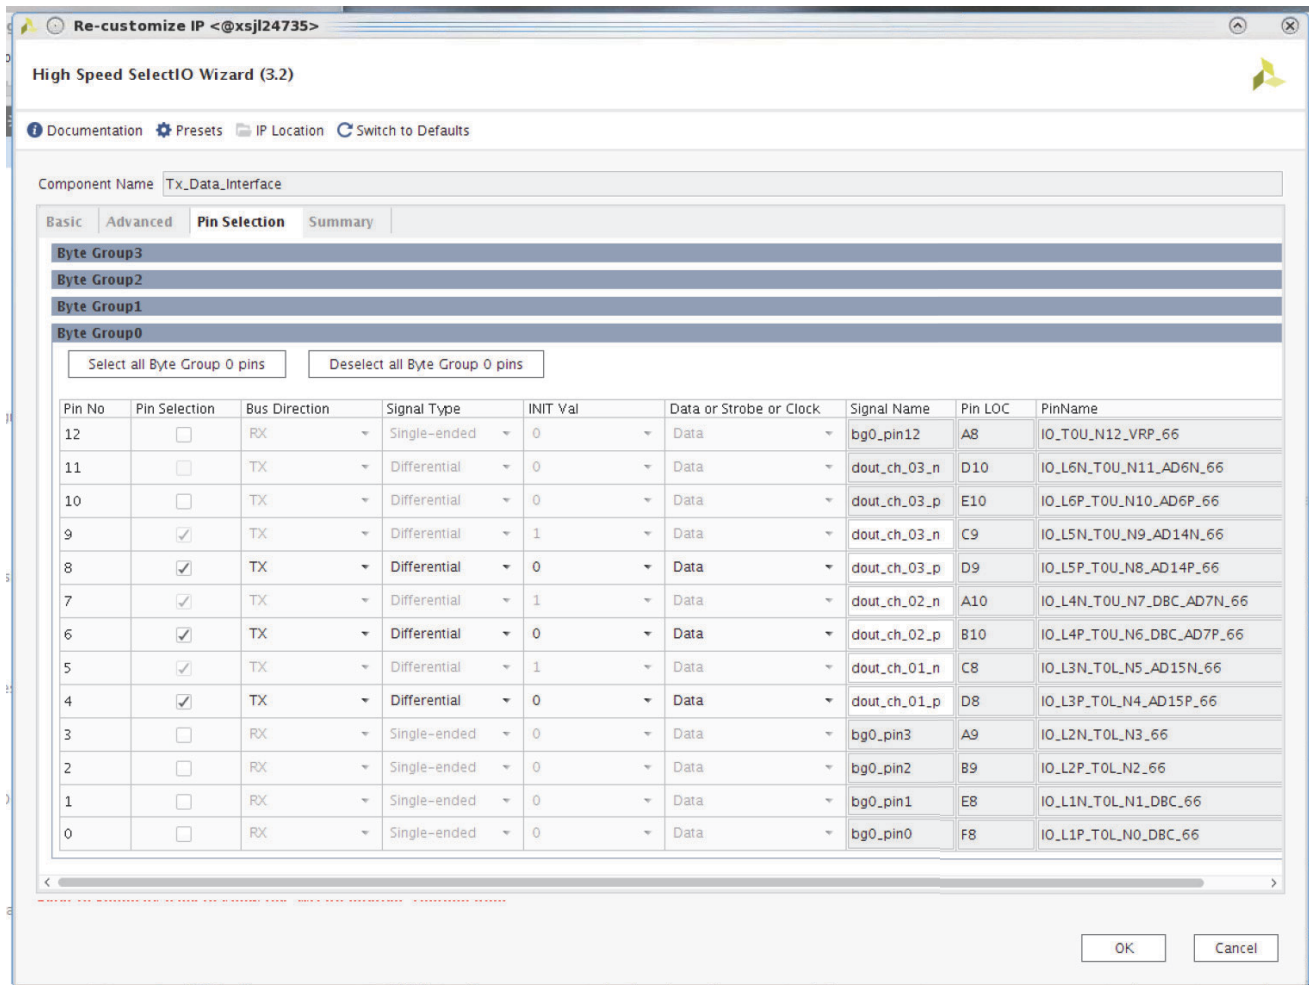 Re-customize IP <@xsjl24735>
High Speed SelectIO Wizard (3.2)
Documentation Presets IP Location Switch to Defaults
Component Name Tx_Data_Interface
Basic Advanced Pin Selection Summary
Byte Group3
Byte Group2
Byte Group1
Byte Group0
Select all Byte Group 0 pins Deselect all Byte Group 0 pins
Pin No Pin Selection Bus Direction Signal Type INIT Val Data or Strobe or Clock Signal Name Pin LOC PinName
12 RX Single-ended 0 Data bg0_pin12 A8 IO_T0U_N12_VRP_66
11 TX Differential 0 Data dout_ch_03_n D10 IO_L6N_T0U_N11_AD6N_66
10 TX Differential 0 Data dout_ch_03_p E10 IO_L6P_T0U_N10_AD6P_66
9 TX Differential 1 Data dout_ch_03_n C9 IO_L5N_T0U_N9_AD14N_66
8 TX Differential 0 Data dout_ch_03_p D9 IO_L5P_T0U_N8_AD14P_66
7 TX Differential 1 Data dout_ch_02_n A10 IO_L4N_T0U_N7_DBC_AD7N_66
6 TX Differential 0 Data dout_ch_02_p B10 IO_L4P_T0U_N6_DBC_AD7P_66
5 TX Differential 1 Data dout_ch_01_n C8 IO_L3N_T0L_N5_AD15N_66
4 TX Differential 0 Data dout_ch_01_p D8 IO_L3P_T0L_N4_AD15P_66
3 RX Single-ended 0 Data bg0_pin3 A9 IO_L2N_T0L_N3_66
2 RX Single-ended 0 Data bg0_pin2 B9 IO_L2P_T0L_N2_66
1 RX Single-ended 0 Data bg0_pin1 E8 IO_L1N_T0L_N1_DBC_66
0 RX Single-ended 0 Data bg0_pin0 F8 IO_L1P_T0L_N0_DBC_66
OK Cancel